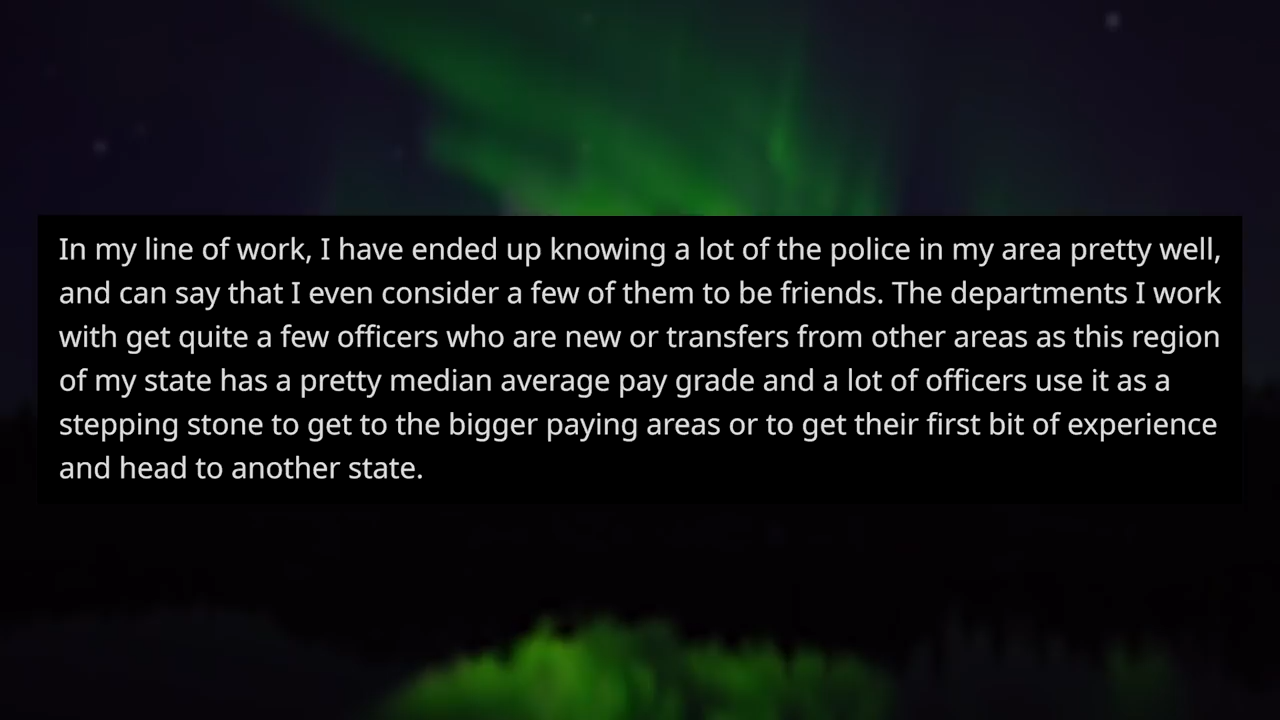 In my line of work, I have ended up knowing a lot of the police in my area pretty well,
and can say that I even consider a few of them to be friends. The departments I work
with get quite a few officers who are new or transfers from other areas as this region
of my state has a pretty median average pay grade and a lot of officers use it as a
stepping stone to get to the bigger paying areas or to get their first bit of experience
and head to another state.